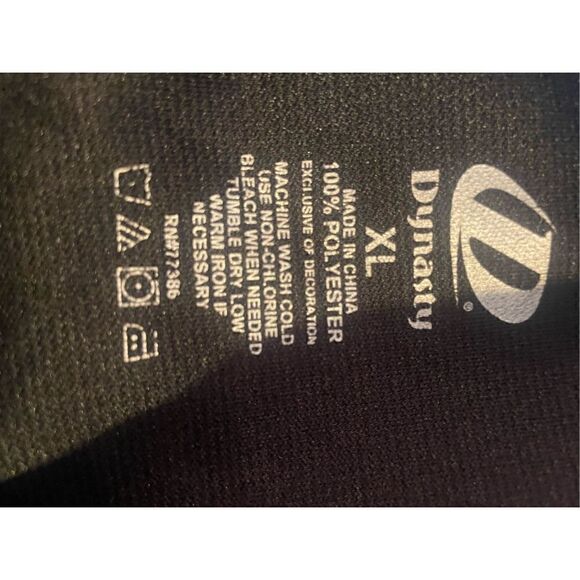 D®
Dynasty
XL
MADE IN CHINA
100% POLYESTER
EXCLUSIVE OF DECORATION
MACHINE WASH COLD
USE NON-CHLORINE
BLEACH WHEN NEEDED
TUMBLE DRY LOW
WARM IRON IF
NECESSARY
RN#77386